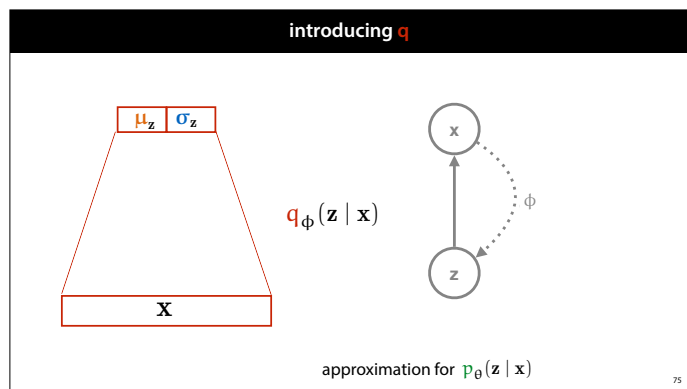 introducing q
μz σz
x
ϕ
qϕ(z | x)
z
x
approximation for pθ(z | x)
75